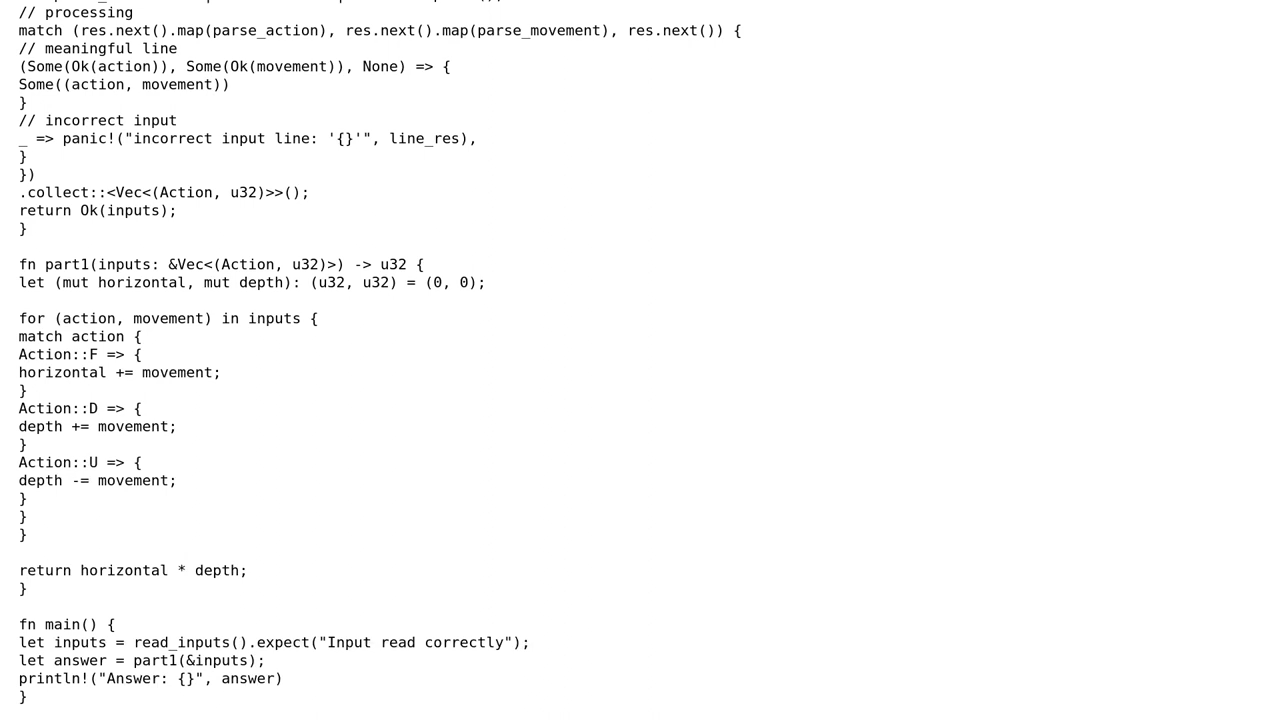 // processing
match (res.next().map(parse_action), res.next().map(parse_movement), res.next()) {
// meaningful line
(Some(Ok(action)), Some(Ok(movement)), None) => {
Some((action, movement))
}
// incorrect input
_ => panic!("incorrect input line: '{}'", line_res),
}
})
.collect::<Vec<(Action, u32)>>();
return Ok(inputs);
}

fn part1(inputs: &Vec<(Action, u32)>) -> u32 {
let (mut horizontal, mut depth): (u32, u32) = (0, 0);

for (action, movement) in inputs {
match action {
Action::F => {
horizontal += movement;
}
Action::D => {
depth += movement;
}
Action::U => {
depth -= movement;
}
}
}

return horizontal * depth;
}

fn main() {
let inputs = read_inputs().expect("Input read correctly");
let answer = part1(&inputs);
println!("Answer: {}", answer)
}